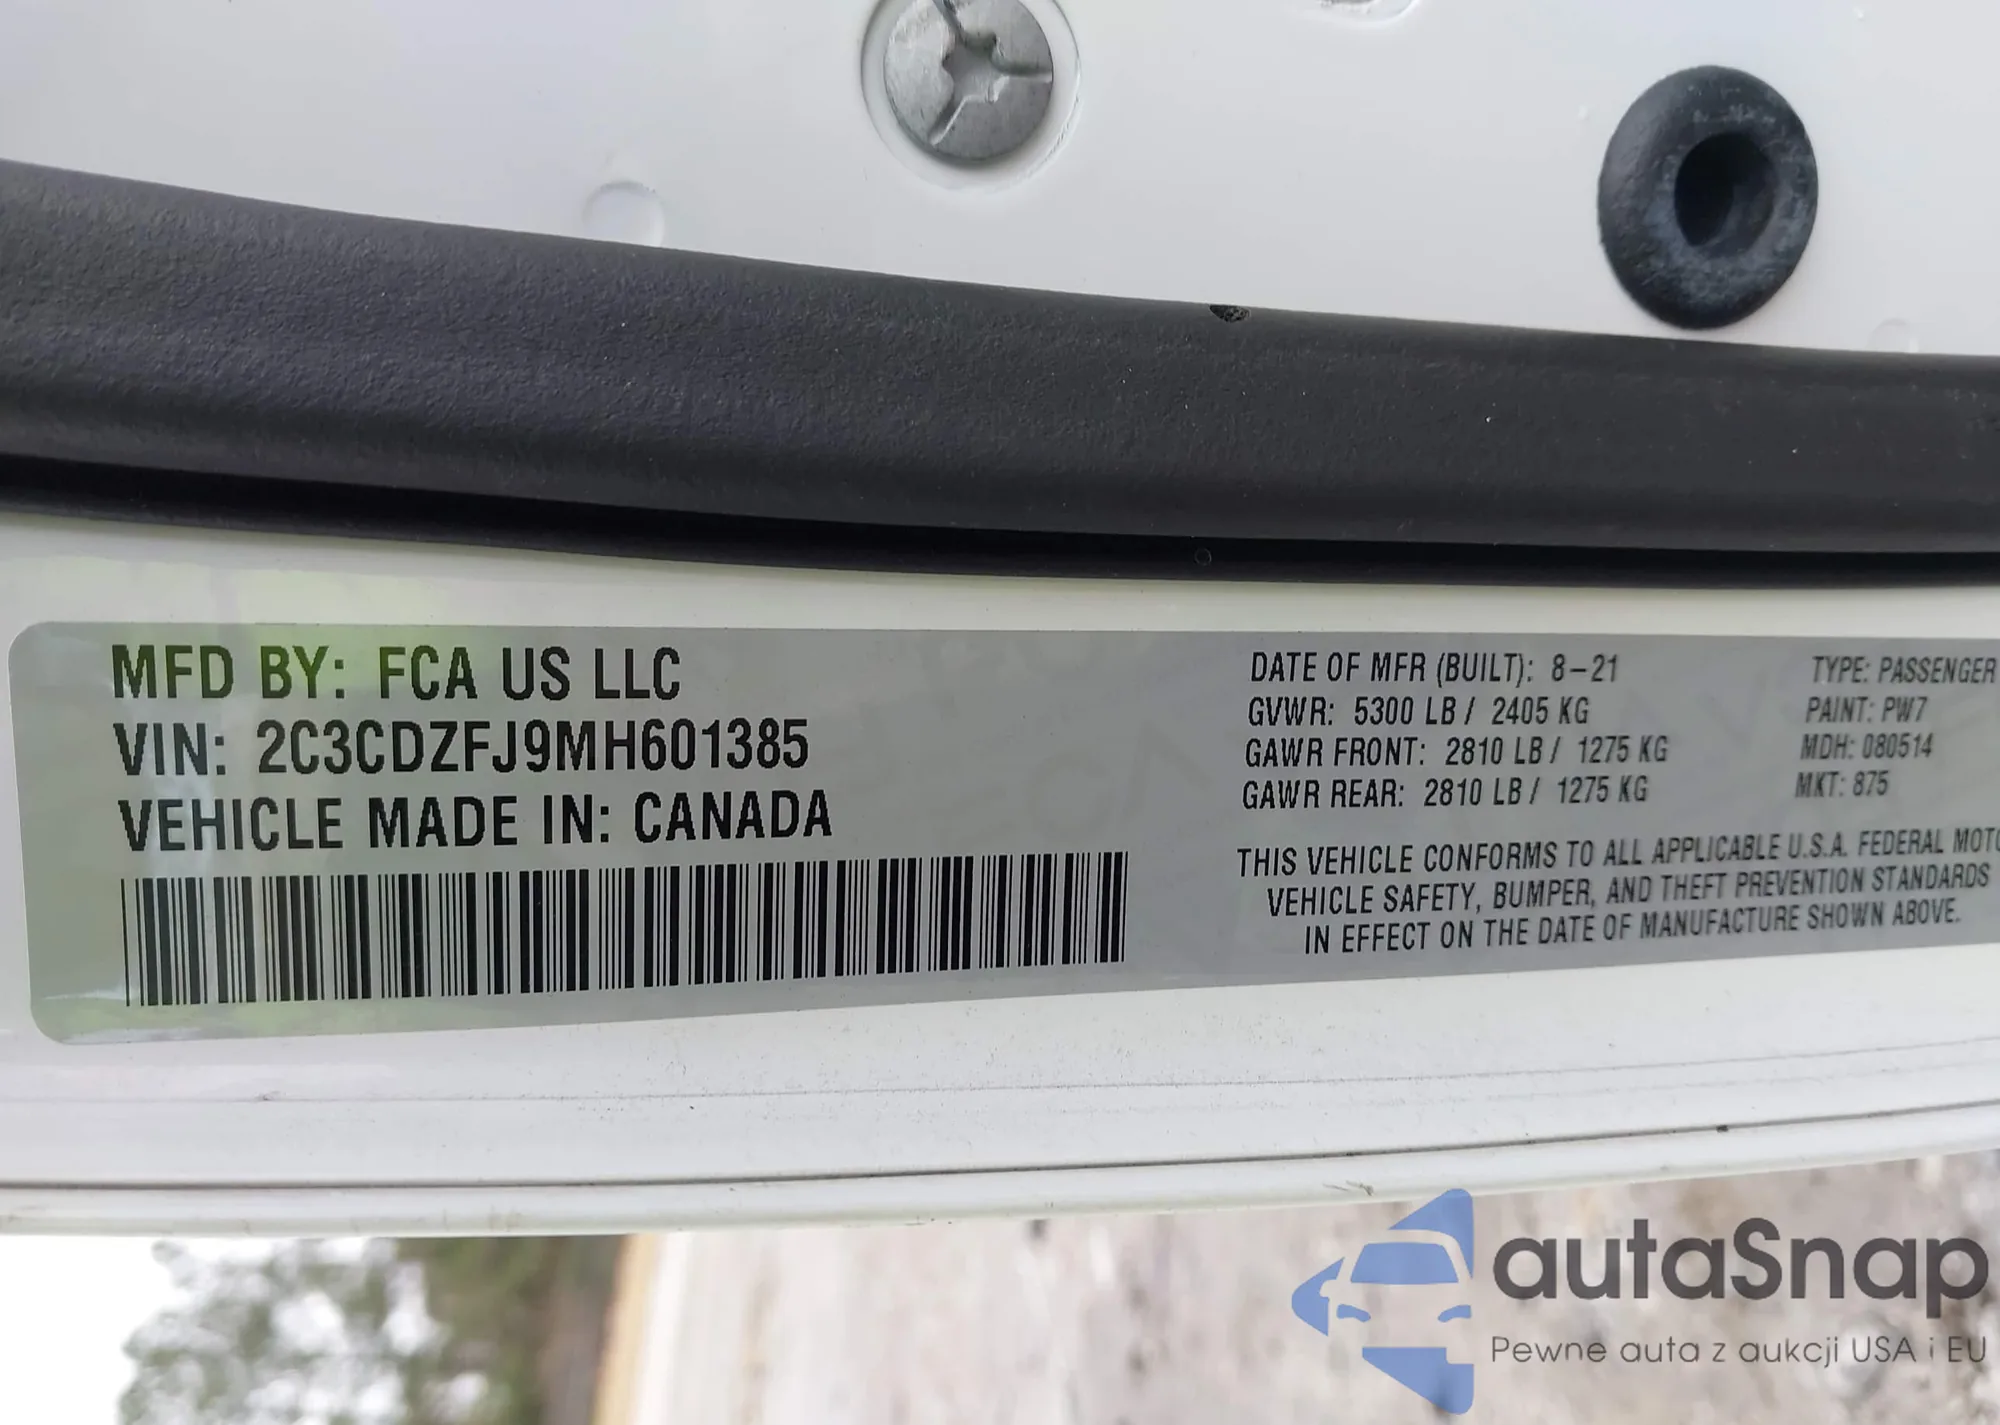 MFD BY: FCA US LLC
VIN: 2C3CDZFJ9MH601385
VEHICLE MADE IN: CANADA
DATE OF MFR (BUILT): 8-21
GVWR: 5300 LB / 2405 KG
GAWR FRONT: 2810 LB / 1275 KG
GAWR REAR: 2810 LB / 1275 KG
TYPE: PASSENGER
PAINT: PW7
MDH: 080514
MKT: 875
THIS VEHICLE CONFORMS TO ALL APPLICABLE U.S.A. FEDERAL MOTO
VEHICLE SAFETY, BUMPER, AND THEFT PREVENTION STANDARDS
IN EFFECT ON THE DATE OF MANUFACTURE SHOWN ABOVE.
autaSnap
Pewne auta z aukcji USA i EU